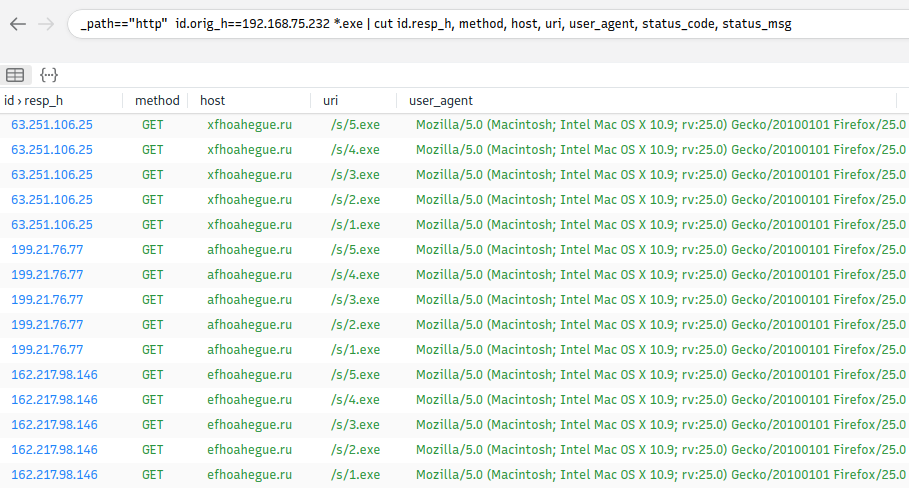 _path=="http" id.orig_h==192.168.75.232 *.exe | cut id.resp_h, method, host, uri, user_agent, status_code, status_msg
id › resp_h method host uri user_agent
63.251.106.25 GET xfhoahegue.ru /s/5.exe Mozilla/5.0 (Macintosh; Intel Mac OS X 10.9; rv:25.0) Gecko/20100101 Firefox/25.0
63.251.106.25 GET xfhoahegue.ru /s/4.exe Mozilla/5.0 (Macintosh; Intel Mac OS X 10.9; rv:25.0) Gecko/20100101 Firefox/25.0
63.251.106.25 GET xfhoahegue.ru /s/3.exe Mozilla/5.0 (Macintosh; Intel Mac OS X 10.9; rv:25.0) Gecko/20100101 Firefox/25.0
63.251.106.25 GET xfhoahegue.ru /s/2.exe Mozilla/5.0 (Macintosh; Intel Mac OS X 10.9; rv:25.0) Gecko/20100101 Firefox/25.0
63.251.106.25 GET xfhoahegue.ru /s/1.exe Mozilla/5.0 (Macintosh; Intel Mac OS X 10.9; rv:25.0) Gecko/20100101 Firefox/25.0
199.21.76.77 GET afhoahegue.ru /s/5.exe Mozilla/5.0 (Macintosh; Intel Mac OS X 10.9; rv:25.0) Gecko/20100101 Firefox/25.0
199.21.76.77 GET afhoahegue.ru /s/4.exe Mozilla/5.0 (Macintosh; Intel Mac OS X 10.9; rv:25.0) Gecko/20100101 Firefox/25.0
199.21.76.77 GET afhoahegue.ru /s/3.exe Mozilla/5.0 (Macintosh; Intel Mac OS X 10.9; rv:25.0) Gecko/20100101 Firefox/25.0
199.21.76.77 GET afhoahegue.ru /s/2.exe Mozilla/5.0 (Macintosh; Intel Mac OS X 10.9; rv:25.0) Gecko/20100101 Firefox/25.0
199.21.76.77 GET afhoahegue.ru /s/1.exe Mozilla/5.0 (Macintosh; Intel Mac OS X 10.9; rv:25.0) Gecko/20100101 Firefox/25.0
162.217.98.146 GET efhoahegue.ru /s/5.exe Mozilla/5.0 (Macintosh; Intel Mac OS X 10.9; rv:25.0) Gecko/20100101 Firefox/25.0
162.217.98.146 GET efhoahegue.ru /s/4.exe Mozilla/5.0 (Macintosh; Intel Mac OS X 10.9; rv:25.0) Gecko/20100101 Firefox/25.0
162.217.98.146 GET efhoahegue.ru /s/3.exe Mozilla/5.0 (Macintosh; Intel Mac OS X 10.9; rv:25.0) Gecko/20100101 Firefox/25.0
162.217.98.146 GET efhoahegue.ru /s/2.exe Mozilla/5.0 (Macintosh; Intel Mac OS X 10.9; rv:25.0) Gecko/20100101 Firefox/25.0
162.217.98.146 GET efhoahegue.ru /s/1.exe Mozilla/5.0 (Macintosh; Intel Mac OS X 10.9; rv:25.0) Gecko/20100101 Firefox/25.0